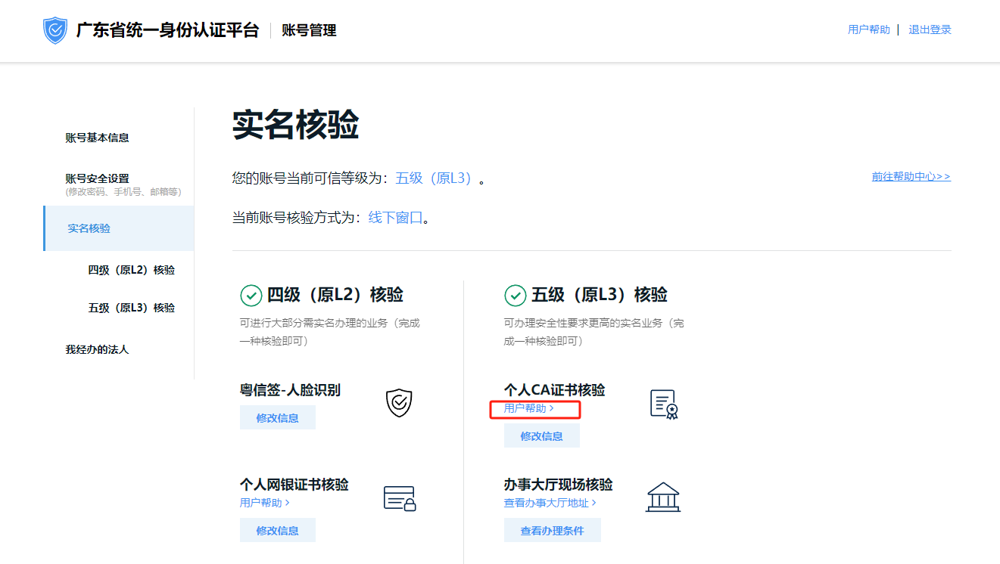 广东省统一身份认证平台
账号管理
用户帮助
退出登录
账号基本信息
账号安全设置
(修改密码、手机号、邮箱等)
实名核验
四级（原L2）核验
五级（原L3）核验
我经办的法人
实名核验
您的账号当前可信等级为：五级（原L3）。
前往帮助中心>>
当前账号核验方式为：线下窗口。
四级（原L2）核验
可进行大部分需实名办理的业务（完成
一种核验即可）
粤信签-人脸识别
修改信息
个人网银证书核验
用户帮助 >
修改信息
五级（原L3）核验
可办理安全性要求更高的实名业务（完
成一种核验即可）
个人CA证书核验
用户帮助 >
修改信息
办事大厅现场核验
查看办事大厅地址 >
查看办理条件